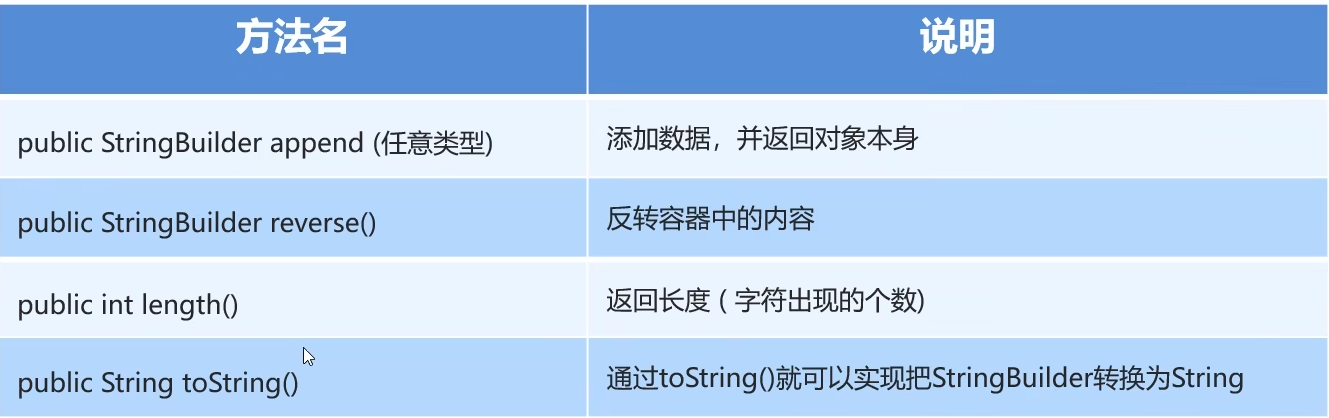 方法名 说明
public StringBuilder append (任意类型) 添加数据，并返回对象本身
public StringBuilder reverse() 反转容器中的内容
public int length() 返回长度 ( 字符出现的个数)
public String toString() 通过toString()就可以实现把StringBuilder转换为String